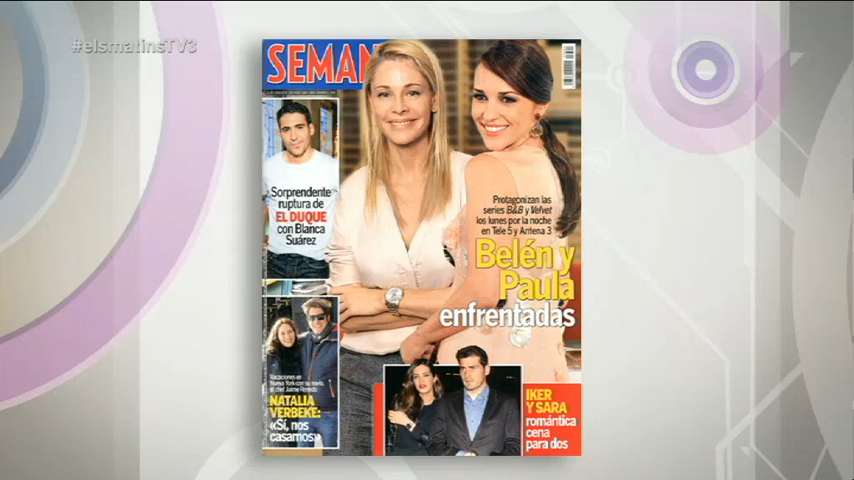 #elsmatinsTV3
SEMAN
Sorprendente
ruptura de
EL DUQUE
con Blanca
Suárez
Protagonizan las
series B&B y Velvet
los lunes por la noche
en Tele 5 y Antena 3
Belén y
Paula
enfrentadas
Vacaciones en
Nueva York con su novio,
el chef Jaime Renedo
NATALIA
VERBEKE:
«Sí, nos
casamos»
IKER
Y SARA
romántica
cena
para dos